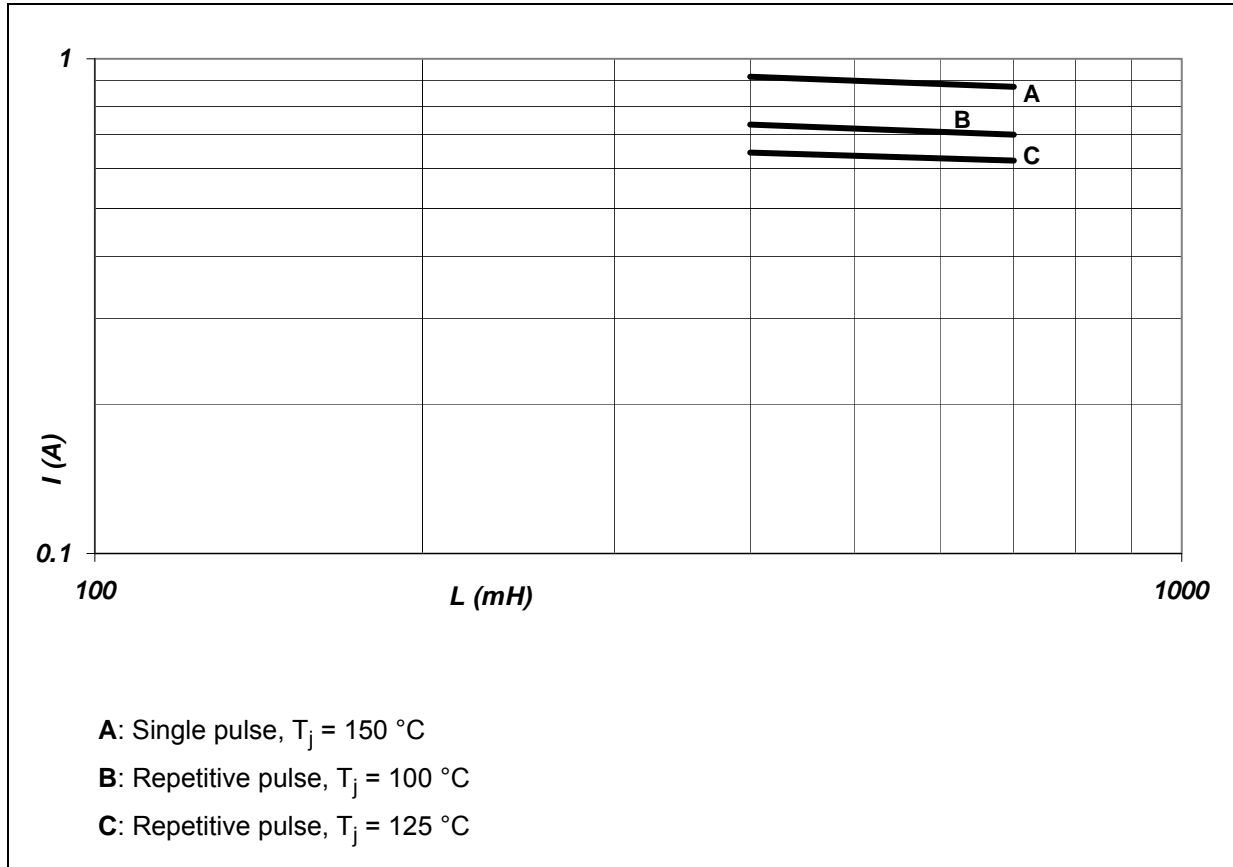 1
A
B
C
I (A)
0.1
100
L (mH)
1000
A: Single pulse, Tj = 150 °C
B: Repetitive pulse, Tj = 100 °C
C: Repetitive pulse, Tj = 125 °C